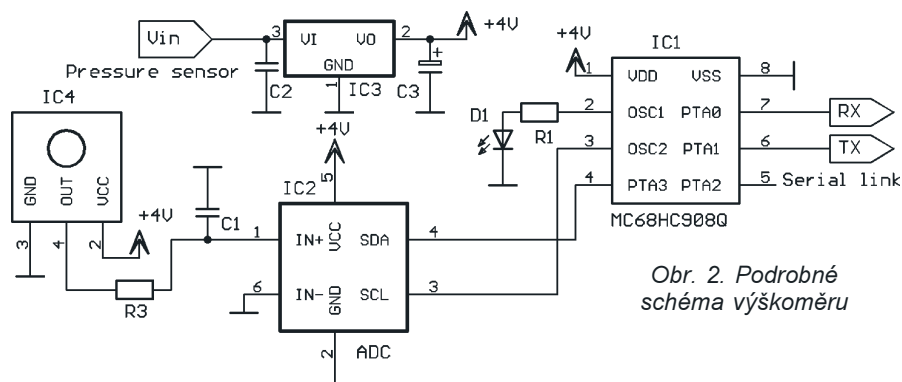 Vin
3
VI
VO
2
+4V
GND
1
IC3
C2
+
C3
Pressure sensor
IC4
GND
OUT
VCC
3
4
2
+4V
R3
C1
+4V
5
IC2
1
IN+
VCC
SDA
4
6
IN-
GND
SCL
3
2
ADC
+4V
IC1
1
VDD
VSS
8
D1
R1
2
OSC1
PTA0
7
RX
3
OSC2
PTA1
6
TX
4
PTA3
PTA2
5
Serial link
MC68HC908Q
Obr. 2. Podrobné
schéma výškoměru